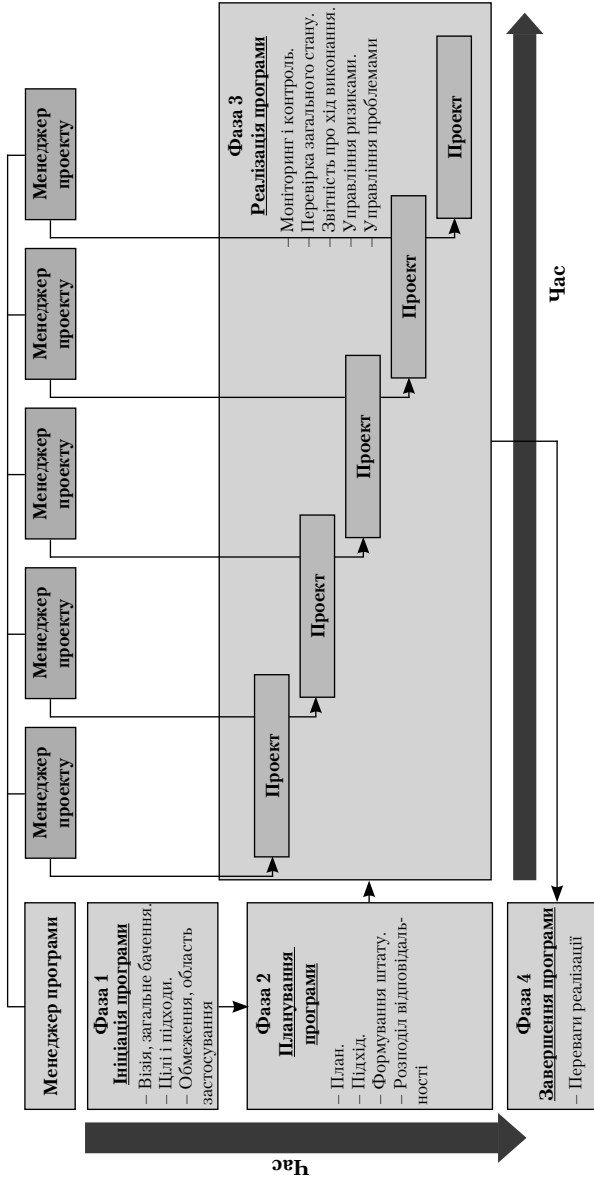 Менеджер програми
Менеджер
проекту
Менеджер
проекту
Менеджер
проекту
Менеджер
проекту
Менеджер
проекту
Час
Фаза 1
Ініціація програми
– Візія, загальне бачення.
– Цілі і підходи.
– Обмеження, область
застосування
Фаза 2
Планування
програми
– План.
– Підхід.
– Формування штату.
– Розподіл відповідаль-
ності
Фаза 3
Реалізація програми
– Моніторинг і контроль.
– Перевірка загального стану.
– Звітність про хід виконання.
– Управління ризиками.
– Управління проблемами
Проект
Проект
Проект
Проект
Проект
Час
Фаза 4
Завершення програми
– Переваги реалізації